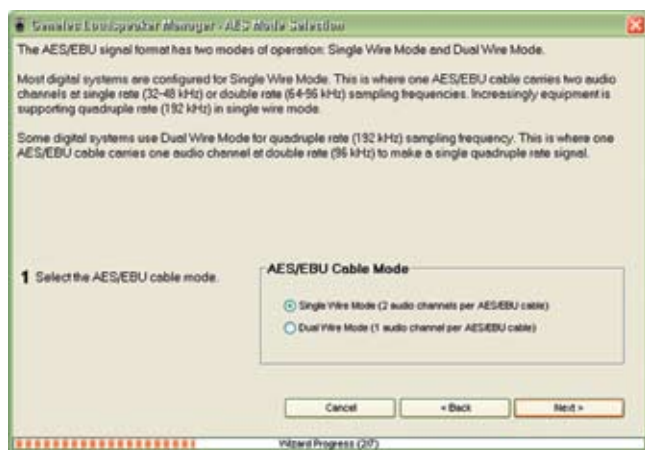 Genelec Loudspeaker Manager - AES Mode Selection
The AES/EBU signal format has two modes of operation: Single Wire Mode and Dual Wire Mode.
Most digital systems are configured for Single Wire Mode. This is where one AES/EBU cable carries two audio
channels at single rate (32-48 kHz) or double rate (64-96 kHz) sampling frequencies. Increasingly equipment is
supporting quadruple rate (192 kHz) in single wire mode.
Some digital systems use Dual Wire Mode for quadruple rate (192 kHz) sampling frequency. This is where one
AES/EBU cable carries one audio channel at double rate (96 kHz) to make a single quadruple rate signal.
1 Select the AES/EBU cable mode.
AES/EBU Cable Mode
Single Wire Mode (2 audio channels per AES/EBU cable)
Dual Wire Mode (1 audio channel per AES/EBU cable)
Cancel
< Back
Next >
Wizard Progress (2/7)